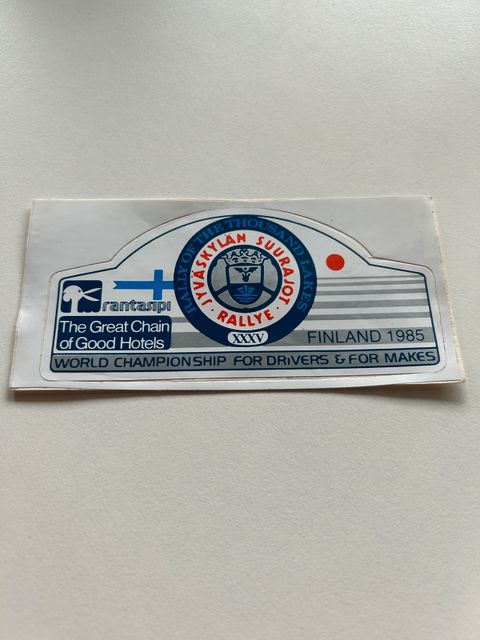 RALLY OF THE THOUSAND LAKES
JYVÄSKYLÄN SUURAJOT · RALLYE ·
XXXV
rantasipi
The Great Chain
of Good Hotels
FINLAND 1985
WORLD CHAMPIONSHIP FOR DRIVERS & FOR MAKES